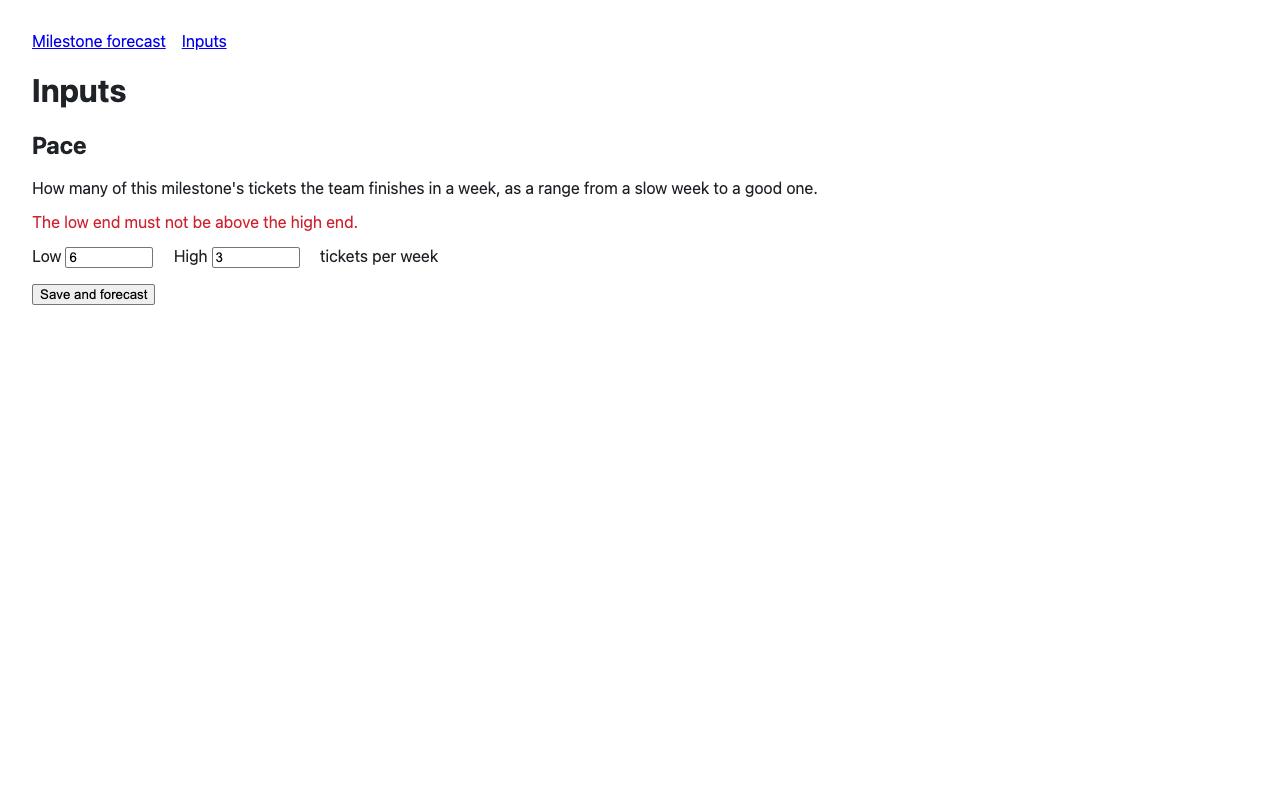 Milestone forecast Inputs
Inputs
Pace
How many of this milestone's tickets the team finishes in a week, as a range from a slow week to a good one.
The low end must not be above the high end.
Low 6 High 3 tickets per week
Save and forecast